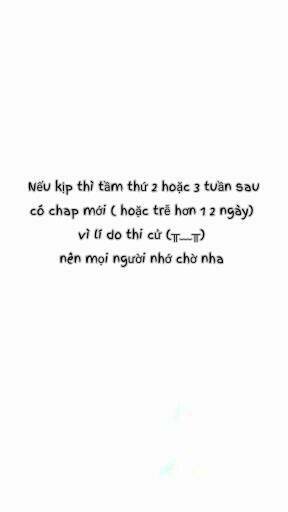 Nếu kịp thì tầm thứ 2 hoặc 3 tuần sau
có chap mới ( hoặc trễ hơn 1 2 ngày)
vì lí do thi cử (╥﹏╥)
nên mọi người nhớ chờ nha